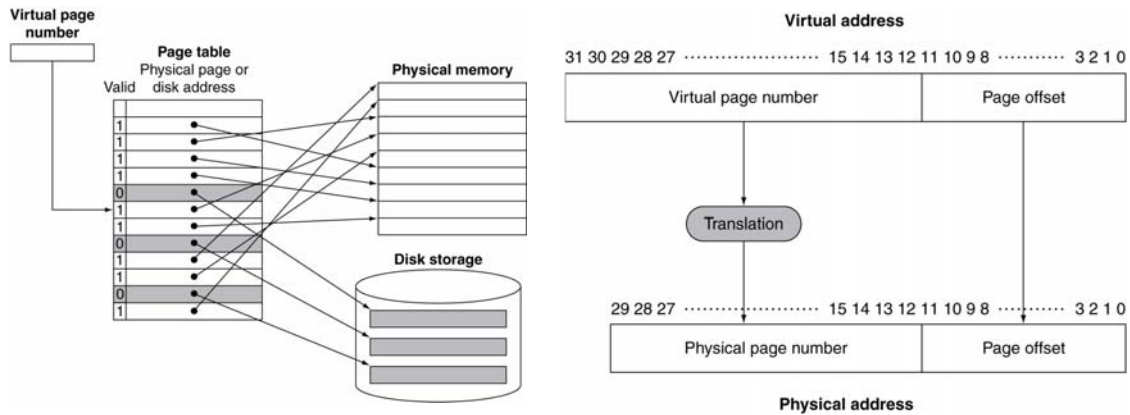 Virtual page
number
Page table
Physical page or
disk address
Valid
1
1
1
1
0
1
1
0
1
1
0
1
Physical memory
Disk storage
Virtual address
31 30 29 28 27 ··························· 15 14 13 12 11 10 9 8 ············ 3 2 1 0
Virtual page number
Page offset
Translation
29 28 27 ··························· 15 14 13 12 11 10 9 8 ············ 3 2 1 0
Physical page number
Page offset
Physical address